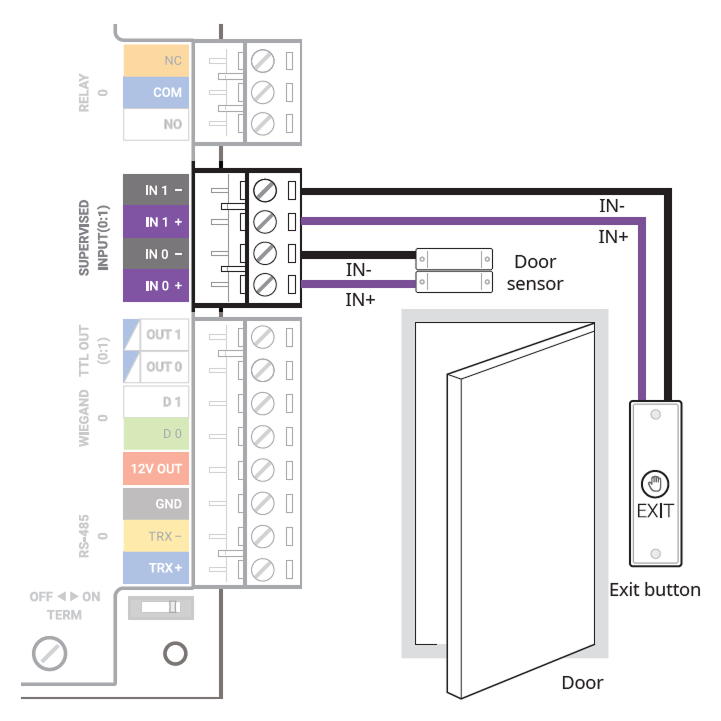 RELAY
0
NC
COM
NO
SUPERVISED
INPUT(0:1)
IN 1 −
IN 1 +
IN 0 −
IN 0 +
IN-
IN+
IN-
IN+
Door
sensor
TTL OUT
(0:1)
OUT 1
OUT 0
WIEGAND
0
D 1
D 0
12V OUT
RS-485
0
GND
TRX −
TRX +
OFF ◀ ▶ ON
TERM
EXIT
Exit button
Door